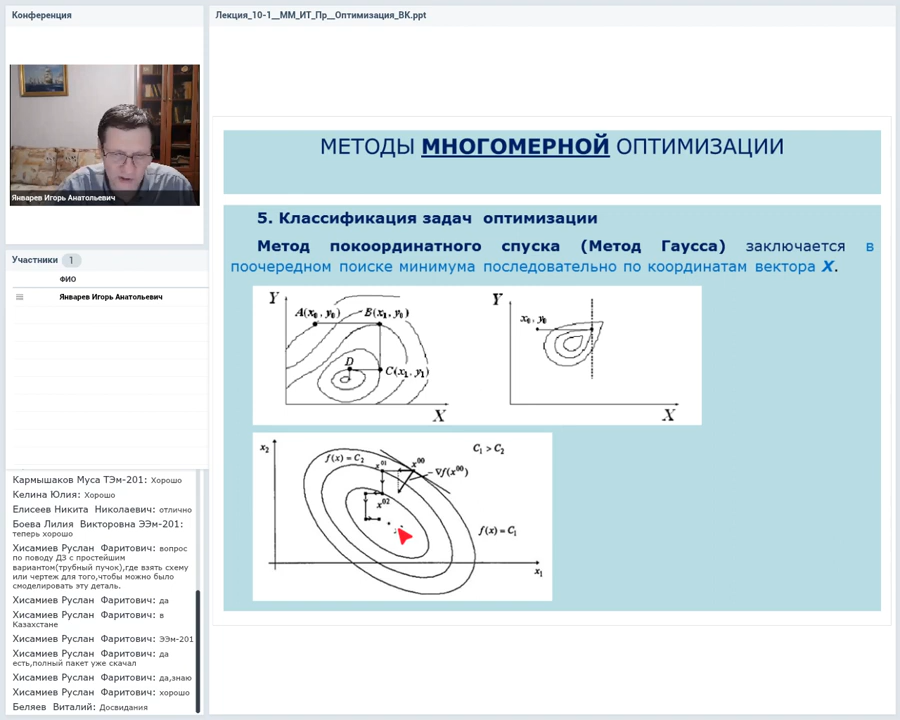 Конференция
Лекция_10-1__ММ_ИТ_Пр__Оптимизация_ВК.ppt
Январев Игорь Анатольевич
Участники 1
ФИО
Январев Игорь Анатольевич
Кармышаков Муса ТЭм-201: Хорошо
Келина Юлия: Хорошо
Елисеев Никита Николаевич: отлично
Боева Лилия Викторовна ЭЭм-201:
теперь хорошо
Хисамиев Руслан Фаритович: вопрос
по поводу ДЗ с простейшим
вариантом(трубный пучок),где взять схему
или чертеж для того,чтобы можно было
смоделировать эту деталь.
Хисамиев Руслан Фаритович: да
Хисамиев Руслан Фаритович: в
Казахстане
Хисамиев Руслан Фаритович: ЭЭм-201
Хисамиев Руслан Фаритович: да
есть,полный пакет уже скачал
Хисамиев Руслан Фаритович: да,знаю
Хисамиев Руслан Фаритович: хорошо
Беляев Виталий: Досвидания
МЕТОДЫ МНОГОМЕРНОЙ ОПТИМИЗАЦИИ
5. Классификация задач оптимизации
Метод покоординатного спуска (Метод Гаусса) заключается в
поочередном поиске минимума последовательно по координатам вектора X.
Y
A(x₀, y₀) B(x₁, y₀)
D
C(x₁, y₁)
X
Y
x₀, y₀
X
x₂
f(x)=C₂
x⁰¹
x⁰⁰
C₁ > C₂
−∇f(x⁰⁰)
x⁰²
f(x)=C₁
x₁